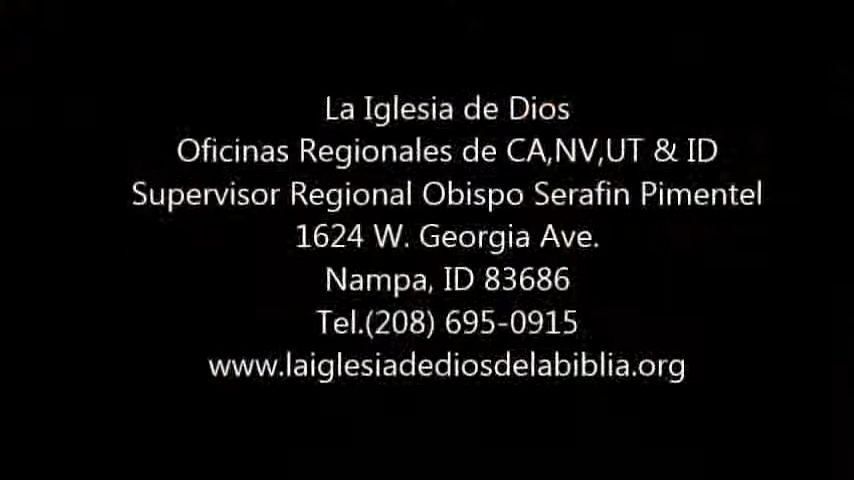 La Iglesia de Dios
Oficinas Regionales de CA,NV,UT & ID
Supervisor Regional Obispo Serafin Pimentel
1624 W. Georgia Ave.
Nampa, ID 83686
Tel.(208) 695-0915
www.laiglesiadediosdelabiblia.org